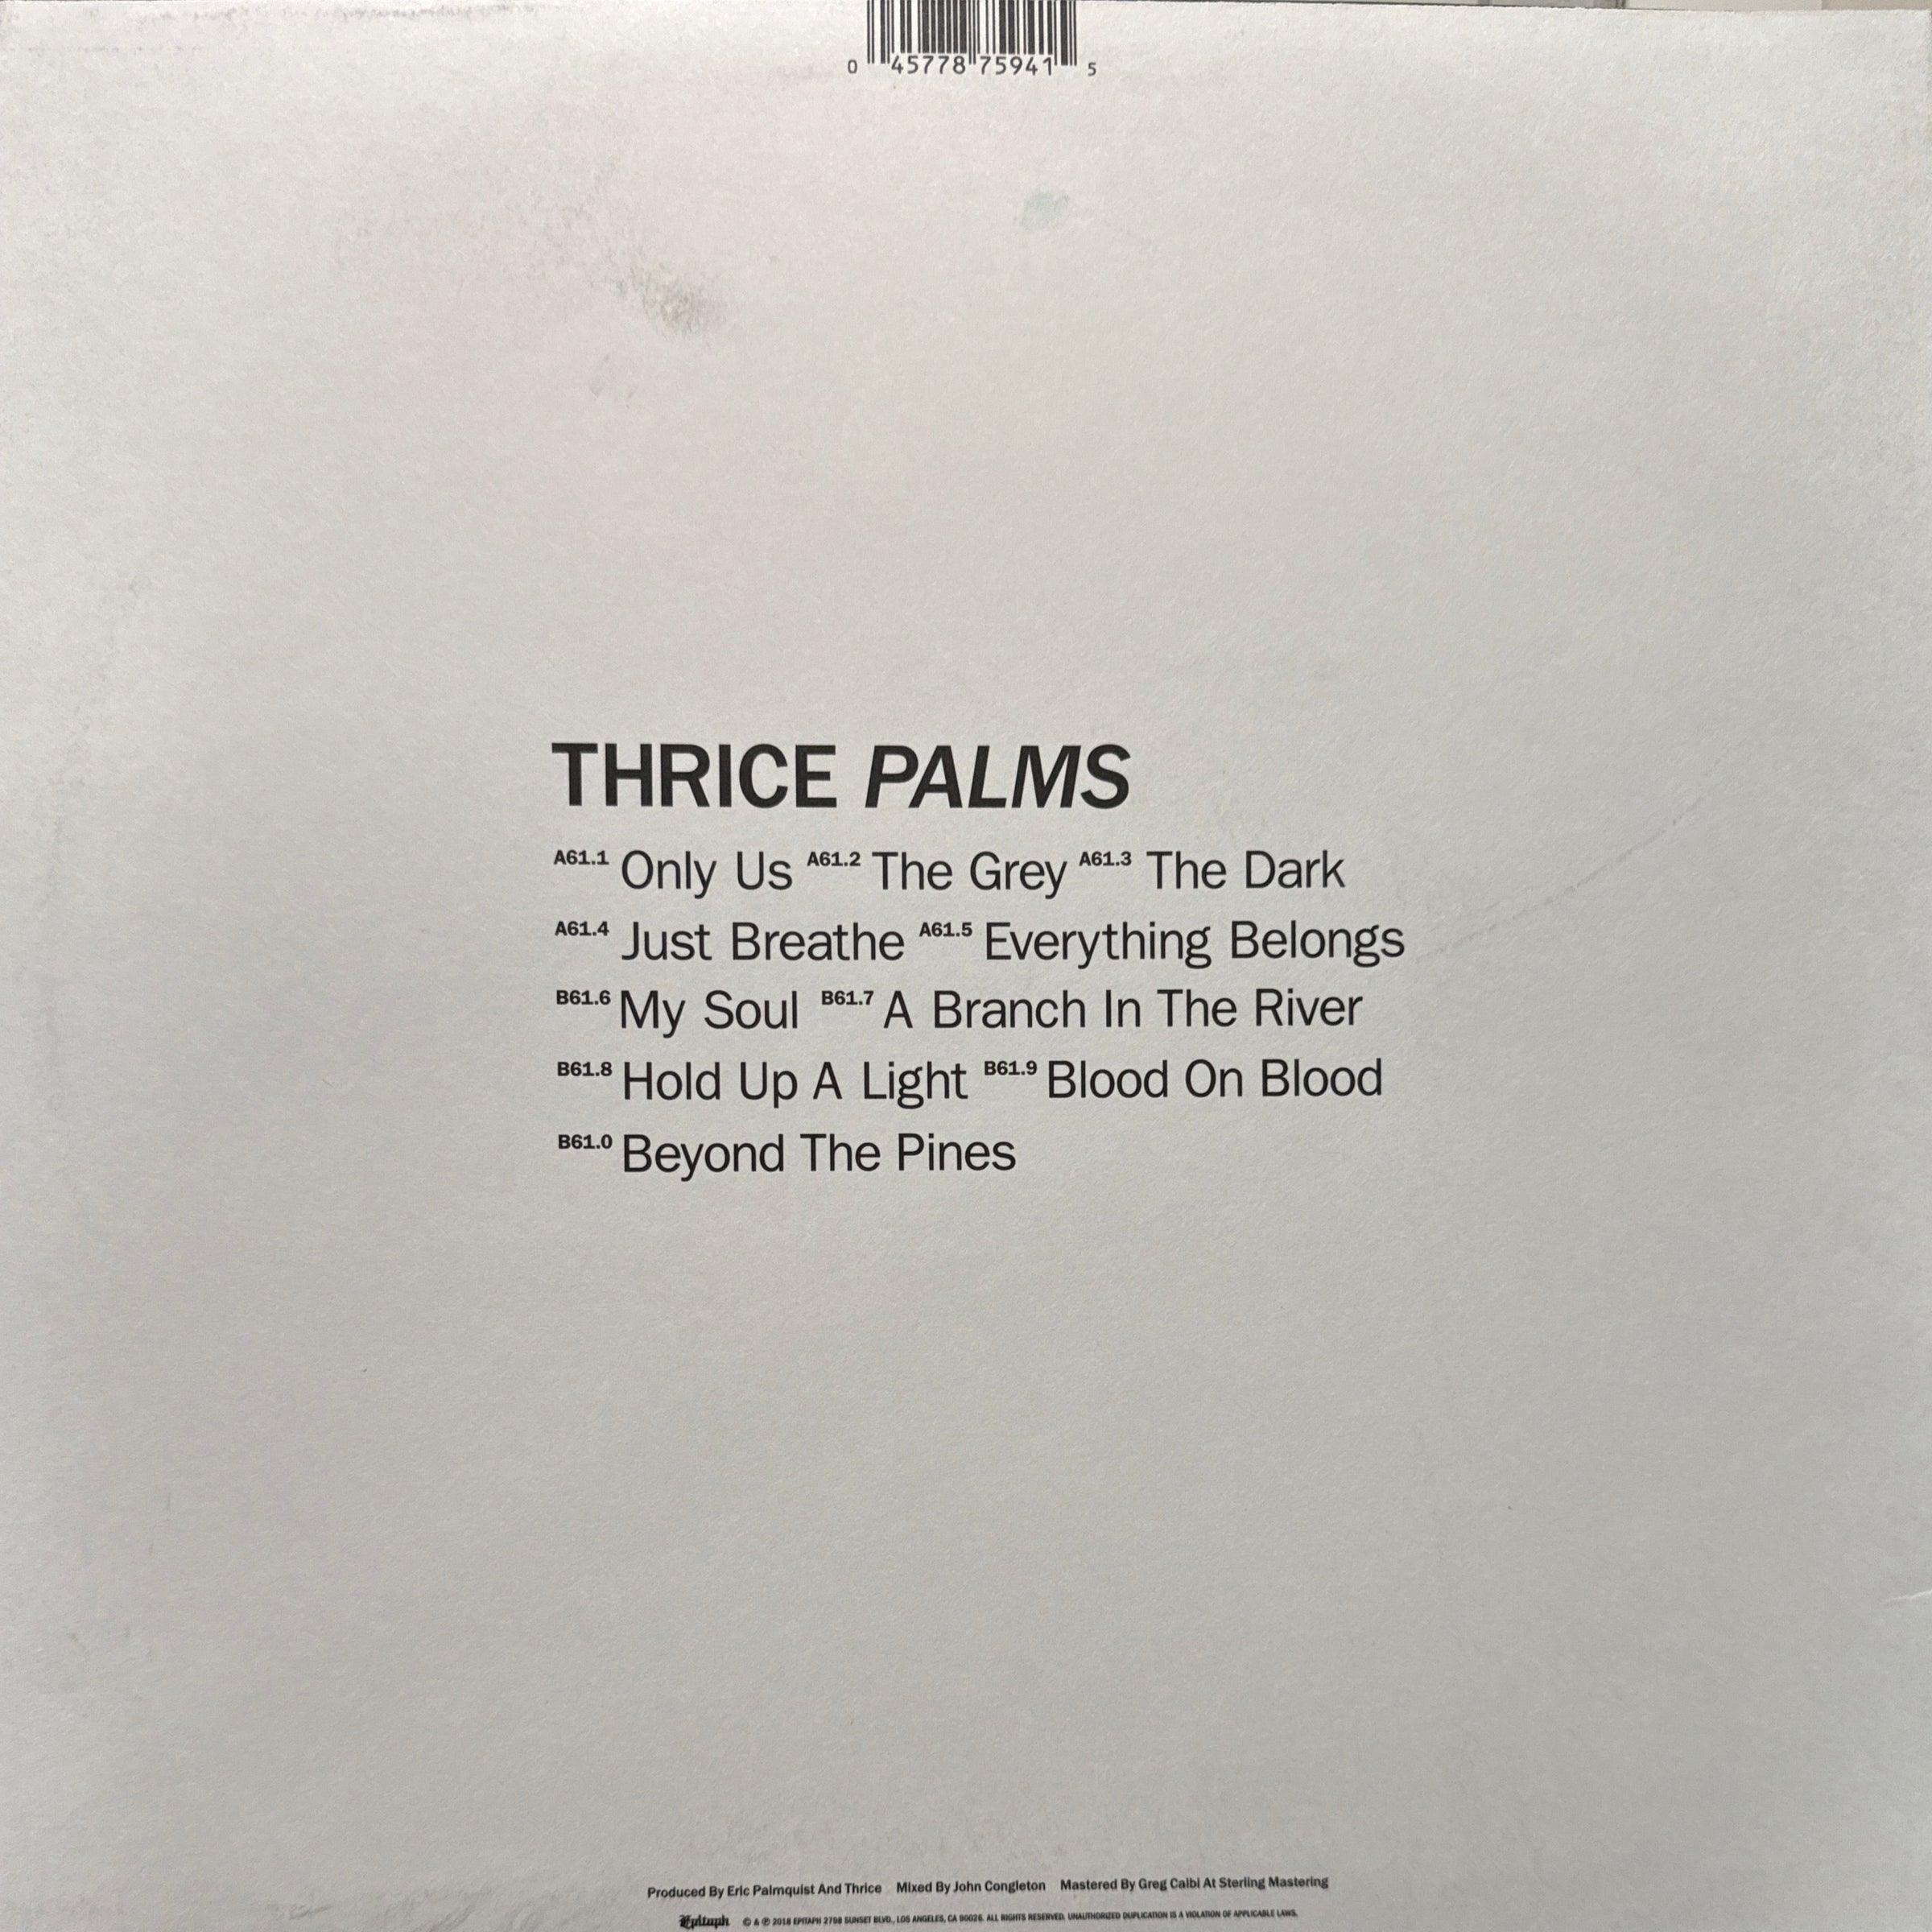 0 45778 75941 5
THRICE PALMS
A61.1 Only Us A61.2 The Grey A61.3 The Dark
A61.4 Just Breathe A61.5 Everything Belongs
B61.6 My Soul B61.7 A Branch In The River
B61.8 Hold Up A Light B61.9 Blood On Blood
B61.0 Beyond The Pines
Produced By Eric Palmquist And Thrice Mixed By John Congleton Mastered By Greg Calbi At Sterling Mastering
Epitaph © & ℗ 2018 EPITAPH 2798 SUNSET BLVD., LOS ANGELES, CA 90026. ALL RIGHTS RESERVED, UNAUTHORIZED DUPLICATION IS A VIOLATION OF APPLICABLE LAWS.